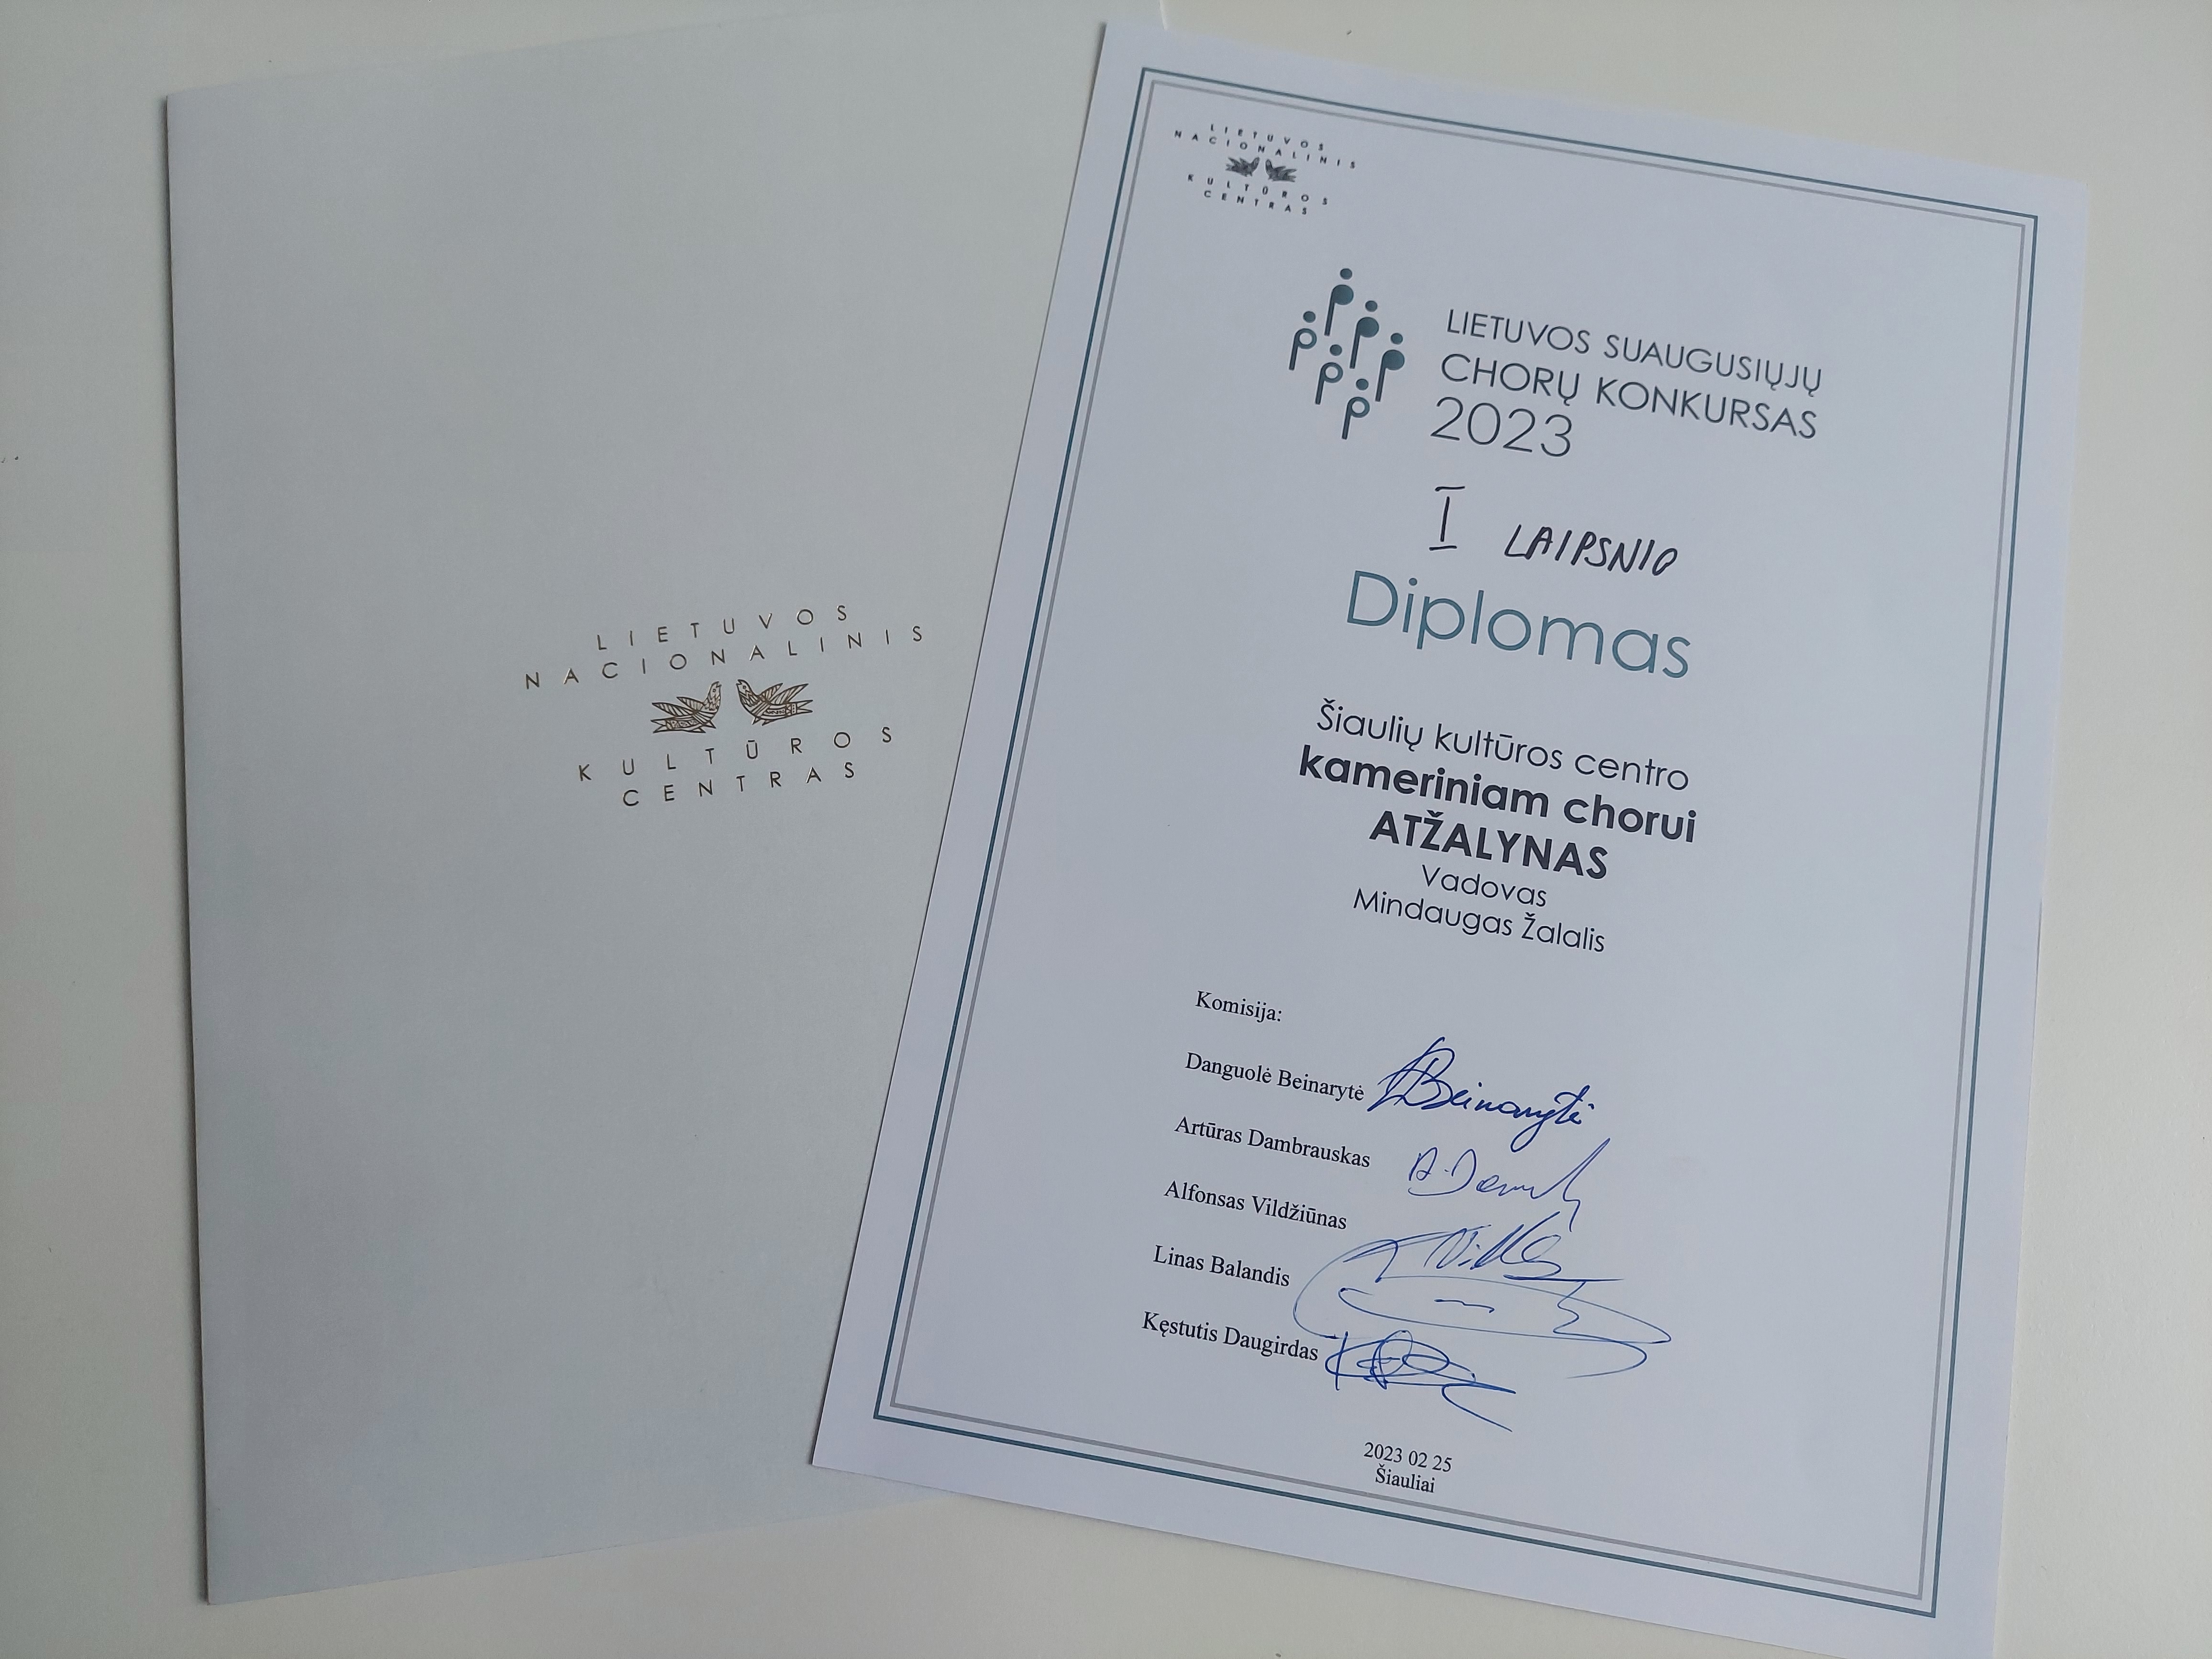 LIETUVOS
NACIONALINIS
KULTŪROS
CENTRAS
LIETUVOS
NACIONALINIS
KULTŪROS
CENTRAS
LIETUVOS SUAUGUSIŲJŲ
CHORŲ KONKURSAS
2023
I LAIPSNIO
Diplomas
Šiaulių kultūros centro
kameriniam chorui
ATŽALYNAS
Vadovas
Mindaugas Žalalis
Komisija:
Danguolė Beinarytė Beinarytė
Artūras Dambrauskas
Alfonsas Vildžiūnas
Linas Balandis
Kęstutis Daugirdas
2023 02 25
Šiauliai